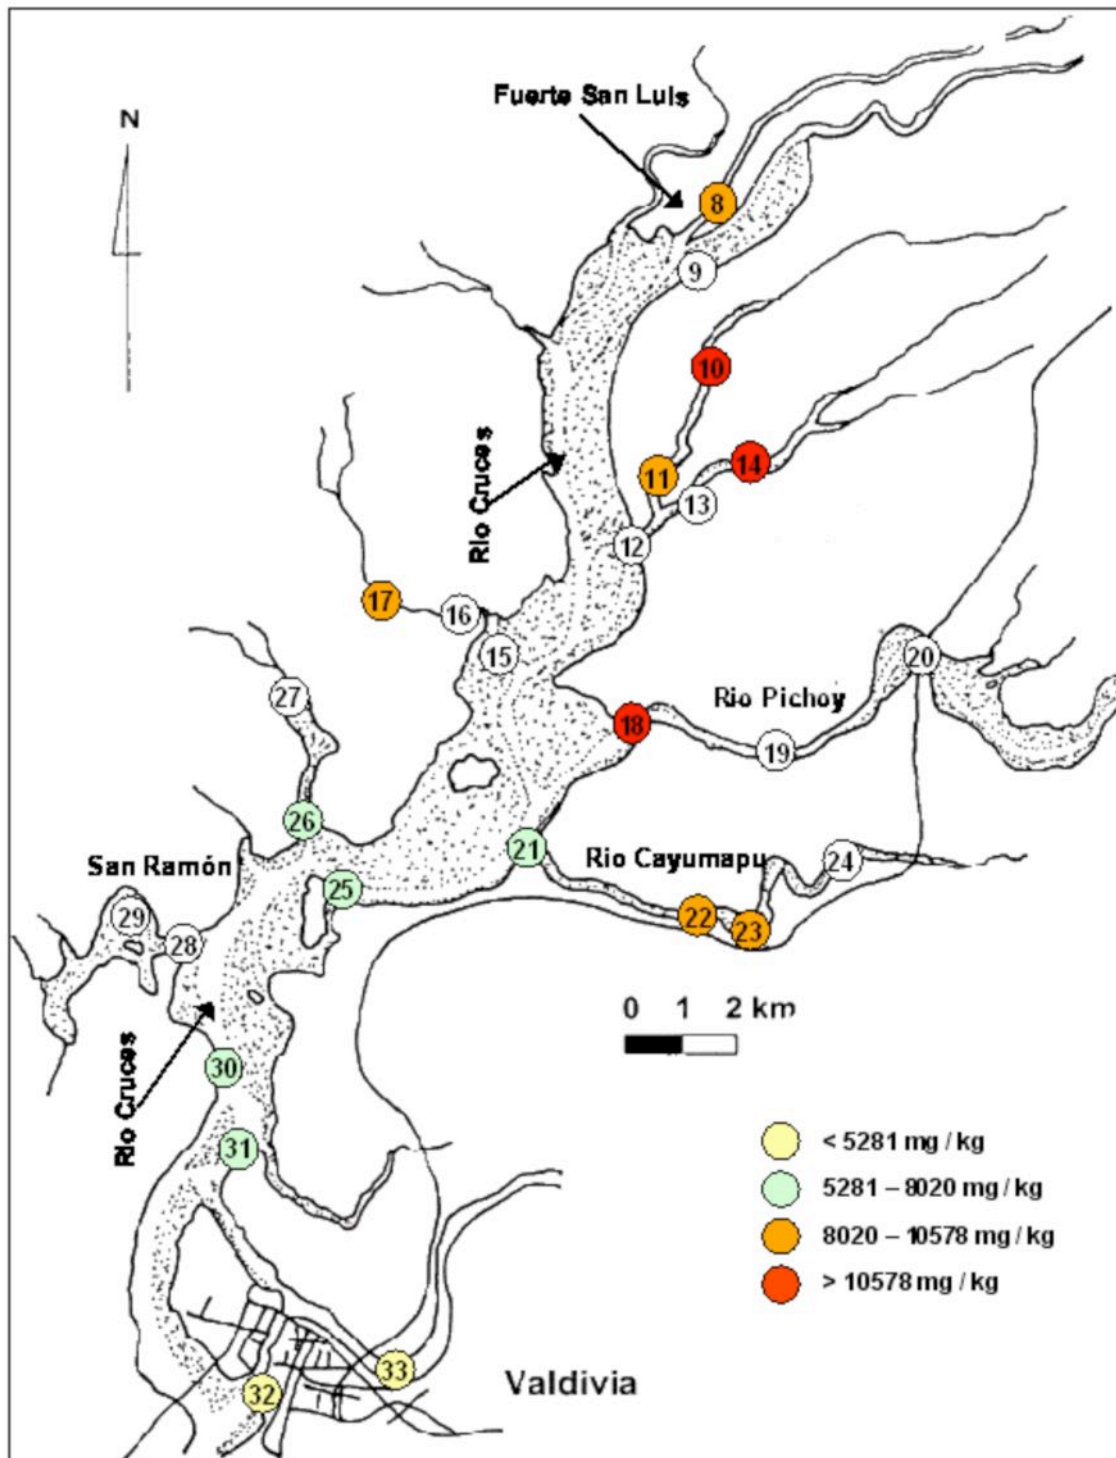 Fuerte San Luis
N
8
9
10
Rio Cruces
14
11
13
12
17
16
15
20
27
Rio Pichoy
18
19
26
21
Rio Cayumapu
24
San Ramón
25
29
22
23
28
0 1 2 km
Rio Cruces
30
31
< 5281 mg / kg
5281 – 8020 mg / kg
8020 – 10578 mg / kg
> 10578 mg / kg
33
Valdivia
32